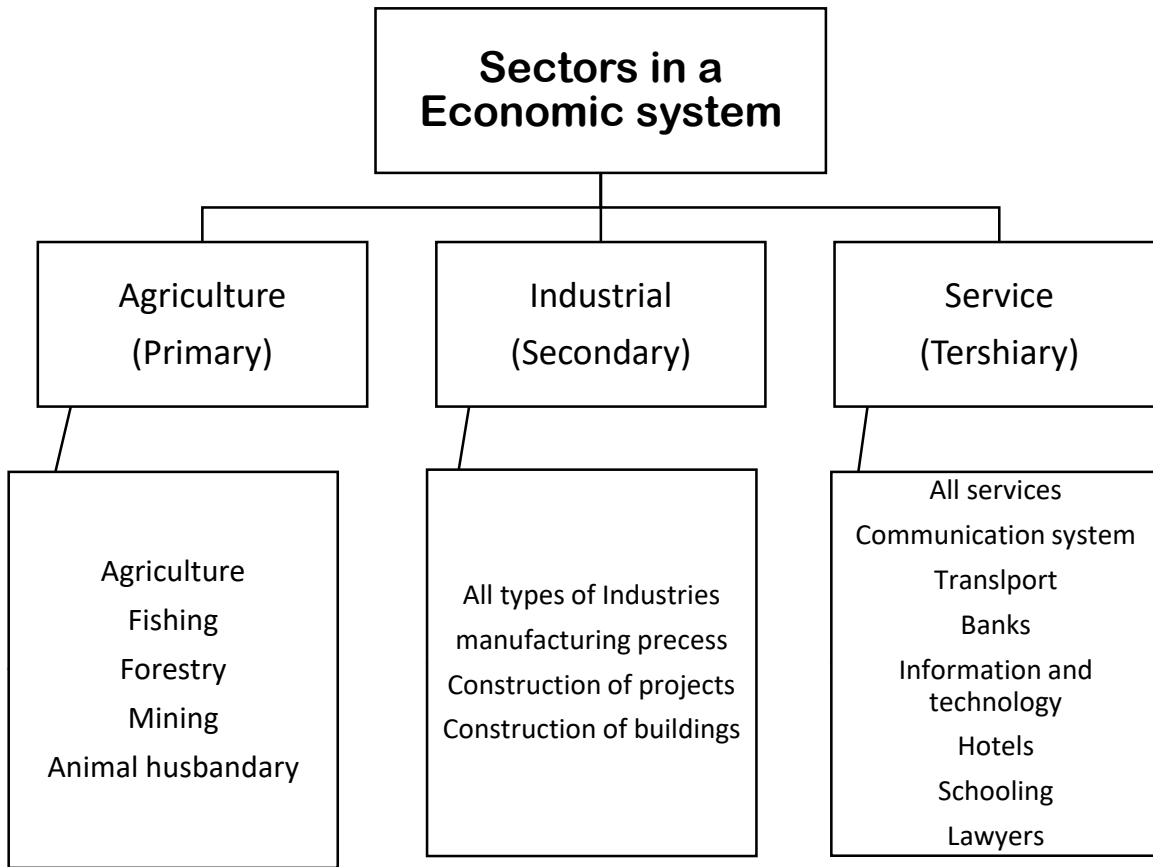 Sectors in a
Economic system
Agriculture
(Primary)
Industrial
(Secondary)
Service
(Tershiary)
Agriculture
Fishing
Forestry
Mining
Animal husbandary
All types of Industries
manufacturing precess
Construction of projects
Construction of buildings
All services
Communication system
Translport
Banks
Information and
technology
Hotels
Schooling
Lawyers